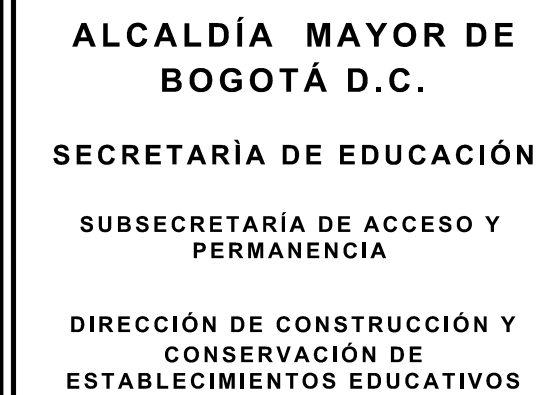 ALCALDÍA MAYOR DE
BOGOTÁ D.C.
SECRETARÌA DE EDUCACIÓN
SUBSECRETARÍA DE ACCESO Y
PERMANENCIA
DIRECCIÓN DE CONSTRUCCIÓN Y
CONSERVACIÓN DE
ESTABLECIMIENTOS EDUCATIVOS